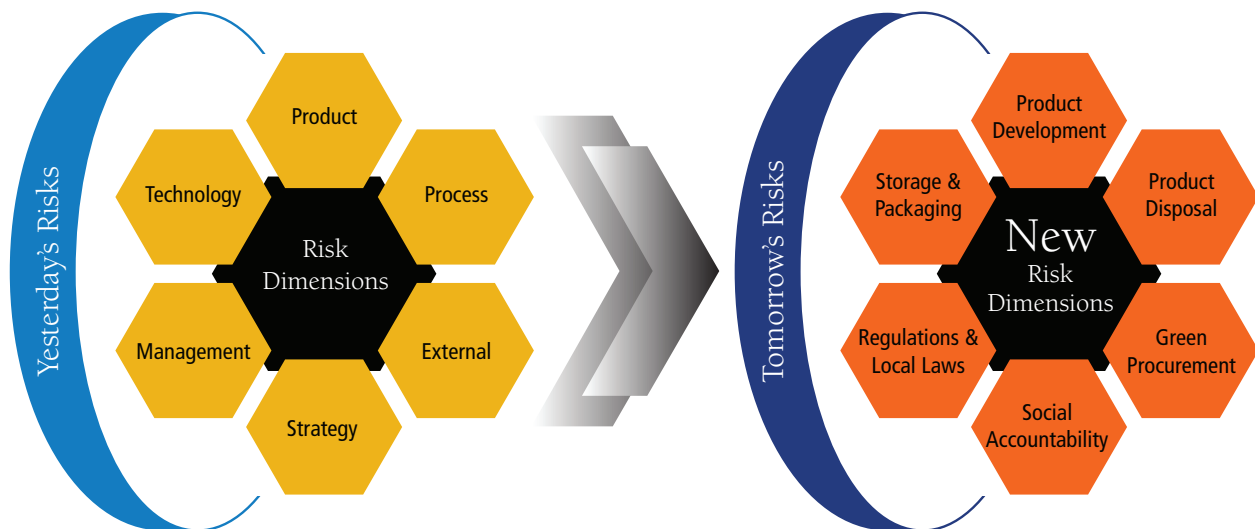 Yesterday's Risks
Product
Process
External
Strategy
Management
Technology
Risk
Dimensions
Tomorrow's Risks
Product
Development
Product
Disposal
Green
Procurement
Social
Accountability
Regulations &
Local Laws
Storage &
Packaging
New
Risk
Dimensions